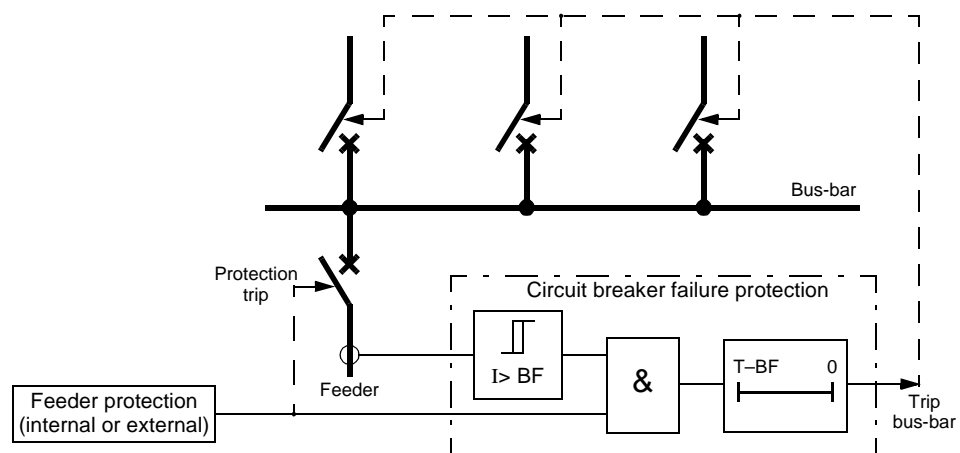 Bus-bar
Protection
trip
Circuit breaker failure protection
I> BF
&
T–BF 0
Feeder
Trip
bus-bar
Feeder protection
(internal or external)